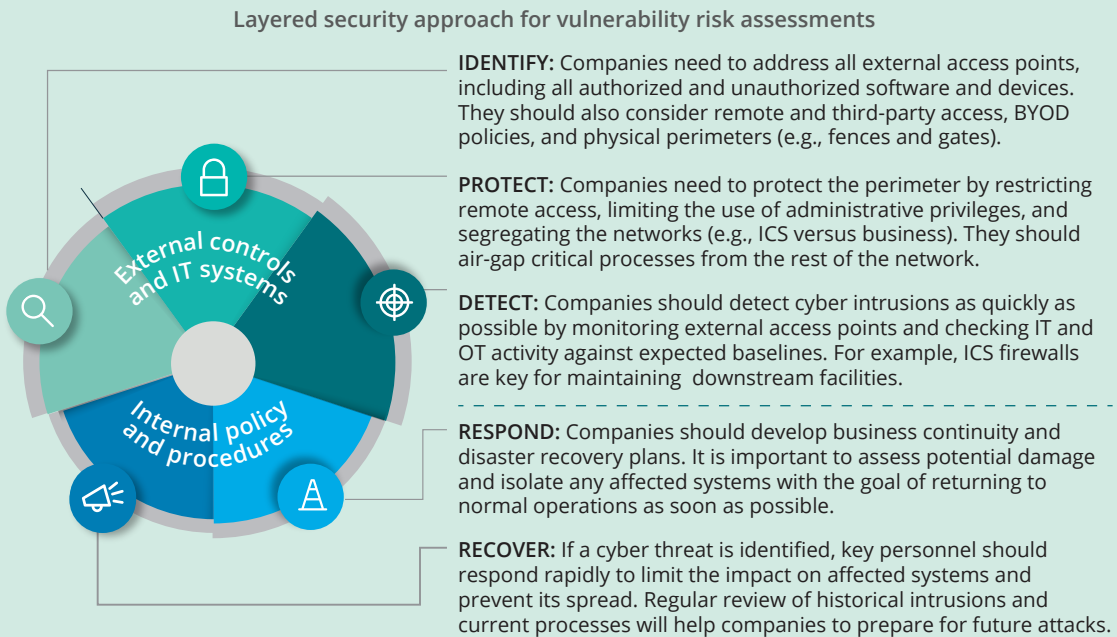 Layered security approach for vulnerability risk assessments
IDENTIFY: Companies need to address all external access points,
including all authorized and unauthorized software and devices.
They should also consider remote and third-party access, BYOD
policies, and physical perimeters (e.g., fences and gates).
PROTECT: Companies need to protect the perimeter by restricting
remote access, limiting the use of administrative privileges, and
segregating the networks (e.g., ICS versus business). They should
air-gap critical processes from the rest of the network.
DETECT: Companies should detect cyber intrusions as quickly as
possible by monitoring external access points and checking IT and
OT activity against expected baselines. For example, ICS firewalls
are key for maintaining downstream facilities.
RESPOND: Companies should develop business continuity and
disaster recovery plans. It is important to assess potential damage
and isolate any affected systems with the goal of returning to
normal operations as soon as possible.
RECOVER: If a cyber threat is identified, key personnel should
respond rapidly to limit the impact on affected systems and
prevent its spread. Regular review of historical intrusions and
current processes will help companies to prepare for future attacks.
External controls
and IT systems
Internal policy
and procedures